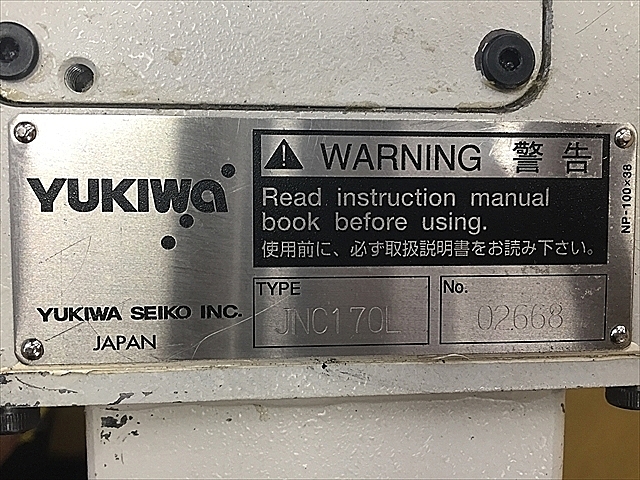 YUKIWA
WARNING 警告
Read instruction manual
book before using.
使用前に、必ず取扱説明書をお読み下さい。
TYPE
JNC170L
No.
02668
YUKIWA SEIKO INC.
JAPAN
NP-100×38